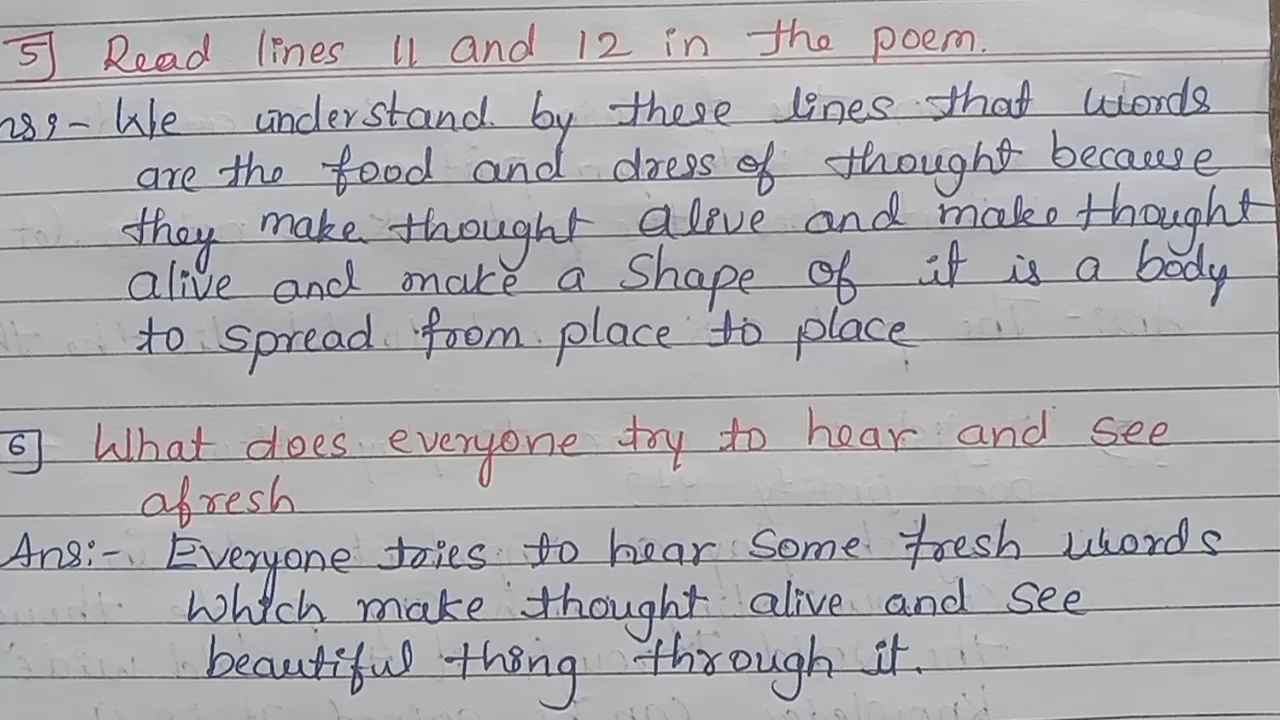 5] Read lines 11 and 12 in the poem.
ns:- We understand by these lines that words
are the food and dress of thought because
they make thought alive and make thought
alive and make a Shape of it is a body
to spread from place to place
6] What does everyone try to hear and see
afresh
Ans:- Everyone tries to hear some fresh words
which make thought alive and see
beautiful thing through it.